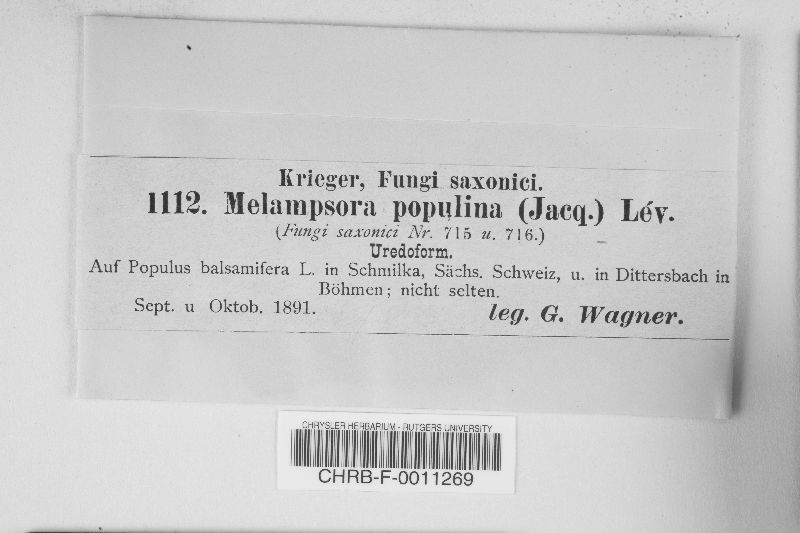 Krieger, Fungi saxonici.
1112. Melampsora populina (Jacq.) Lév.
(Fungi saxonici Nr. 715 u. 716.)
Uredoform.
Auf Populus balsamifera L. in Schmilka, Sächs. Schweiz, u. in Dittersbach in
Böhmen; nicht selten.
Sept. u Oktob. 1891.
leg. G. Wagner.
CHRYSLER HERBARIUM - RUTGERS UNIVERSITY
CHRB-F-0011269